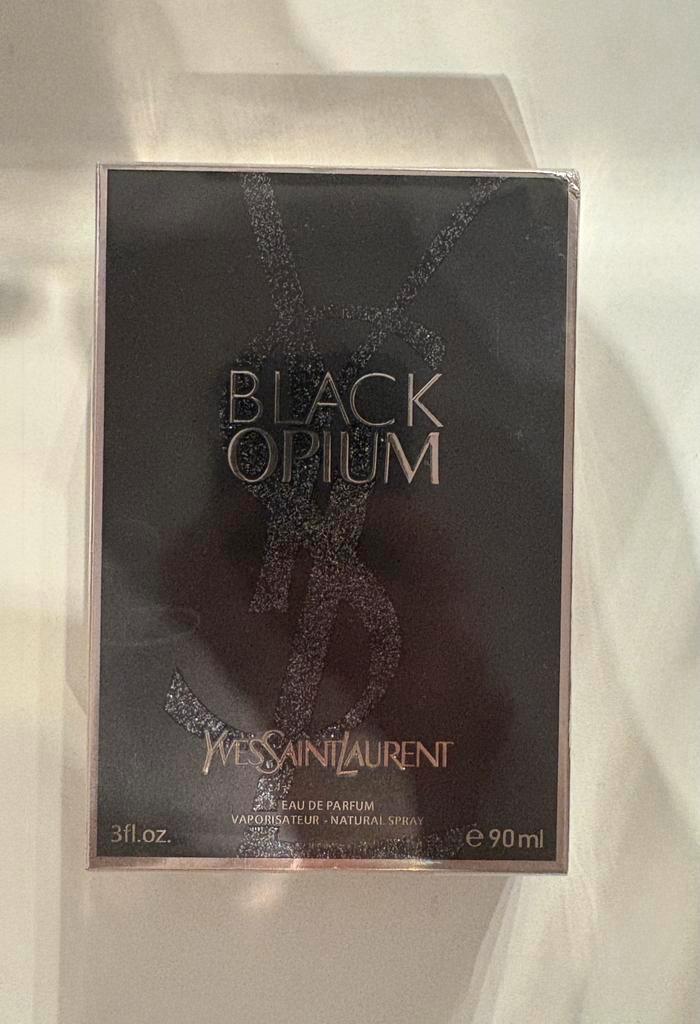 BLACK
OPIUM
YVESSAINTLAURENT
EAU DE PARFUM
VAPORISATEUR - NATURAL SPRAY
3fl.oz.
e 90ml